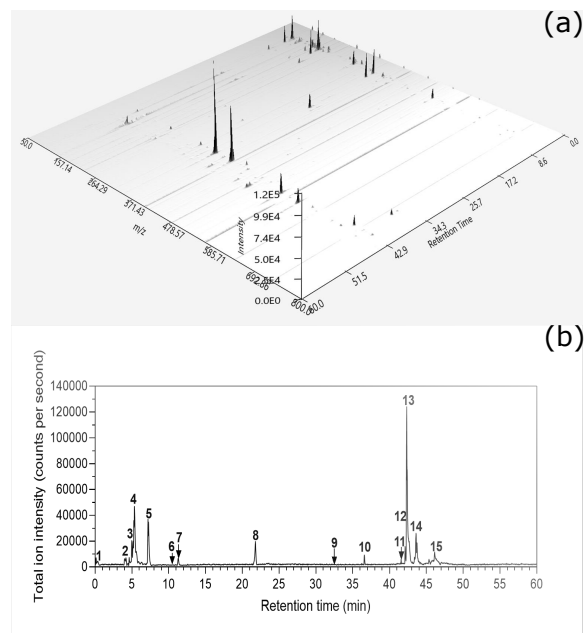 (a)
50.0
157.14
264.29
371.43
478.57
585.71
692.86
800.0
m/z
1.2E5
9.9E4
7.4E4
5.0E4
2.5E4
0.0E0
Intensity
60.0
51.5
42.9
34.3
25.7
17.2
8.6
0.0
Retention Time
(b)
Total ion intensity (counts per second)
140000
120000
100000
80000
60000
40000
20000
0
1
2
3
4
5
6
7
8
9
10
11
12
13
14
15
0 5 10 15 20 25 30 35 40 45 50 55 60
Retention time (min)